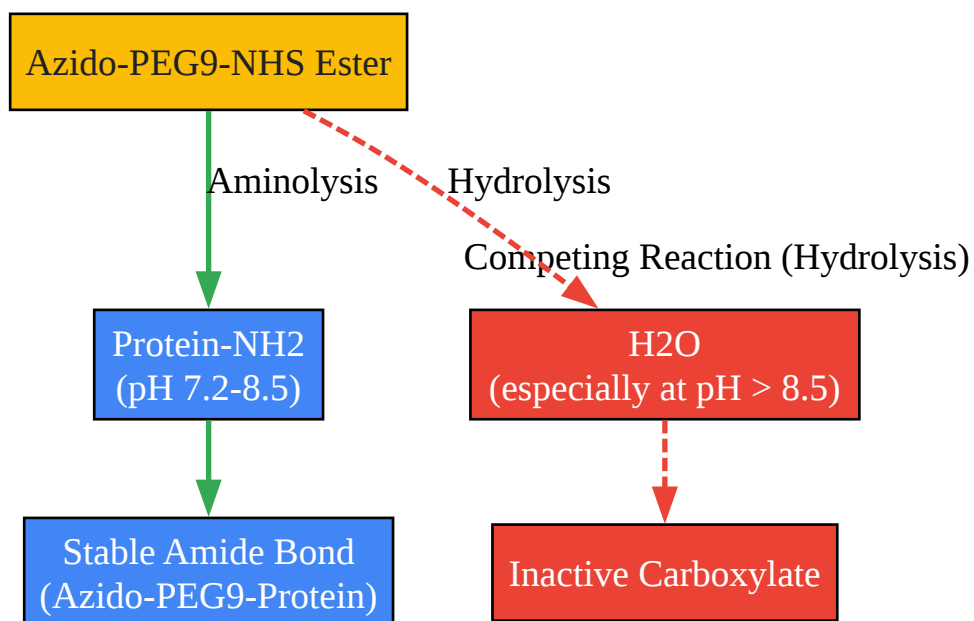 Azido-PEG9-NHS Ester
Aminolysis
Hydrolysis
Competing Reaction (Hydrolysis)
Protein-NH2
(pH 7.2-8.5)
H2O
(especially at pH > 8.5)
Stable Amide Bond
(Azido-PEG9-Protein)
Inactive Carboxylate